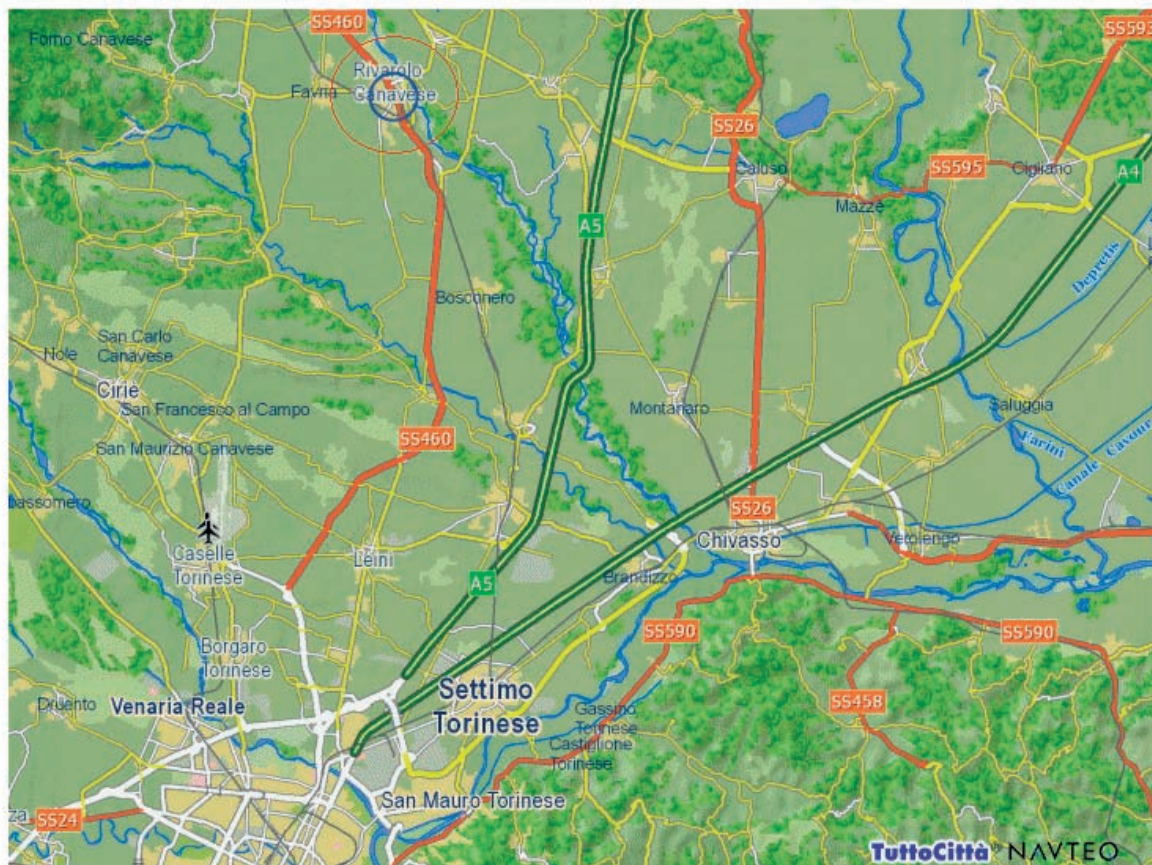 SS460
SS593
Forno Canavese
Rivarolo
Canavese
Favria
SS26
Caluso
SS595
Cigliano
A4
Mazzè
A5
Depretis
Bosconero
San Carlo
Canavese
Nole
Ciriè
San Francesco al Campo
Montanaro
Saluggia
SS460
San Maurizio Canavese
Farini
Canale Cavour
bassomero
SS26
Chivasso
Verolengo
Caselle
Torinese
Leinì
A5
Brandizzo
SS590
SS590
Borgaro
Torinese
Settimo
Torinese
SS458
Druento
Venaria Reale
Gassino
Torinese
Castiglione
Torinese
San Mauro Torinese
SS24
TuttoCittà® NAVTEQ